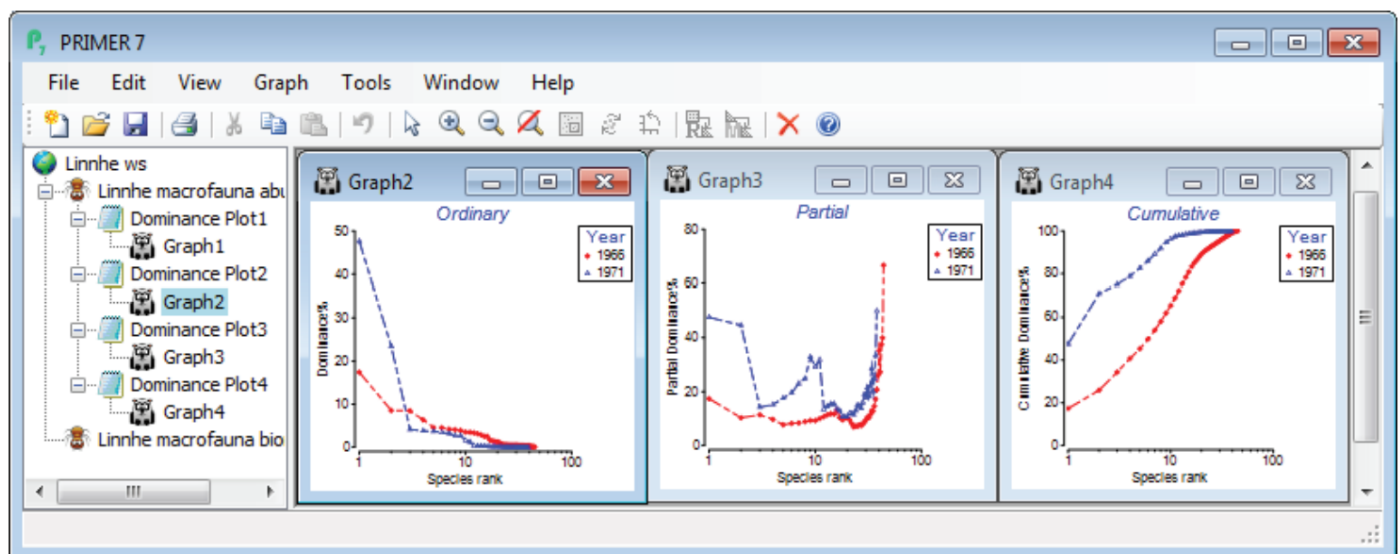 P7 PRIMER 7
File Edit View Graph Tools Window Help
Linnhe ws
Linnhe macrofauna abu
Dominance Plot1
Graph1
Dominance Plot2
Graph2
Dominance Plot3
Graph3
Dominance Plot4
Graph4
Linnhe macrofauna bio
Graph2
Ordinary
Year
1966
1971
50
40
30
20
10
0
Dominance%
1 10 100
Species rank
Graph3
Partial
Year
1966
1971
80
60
40
20
0
Partial Dominance%
1 10 100
Species rank
Graph4
Cumulative
Year
1966
1971
100
80
60
40
20
0
Cumulative Dominance%
1 10 100
Species rank